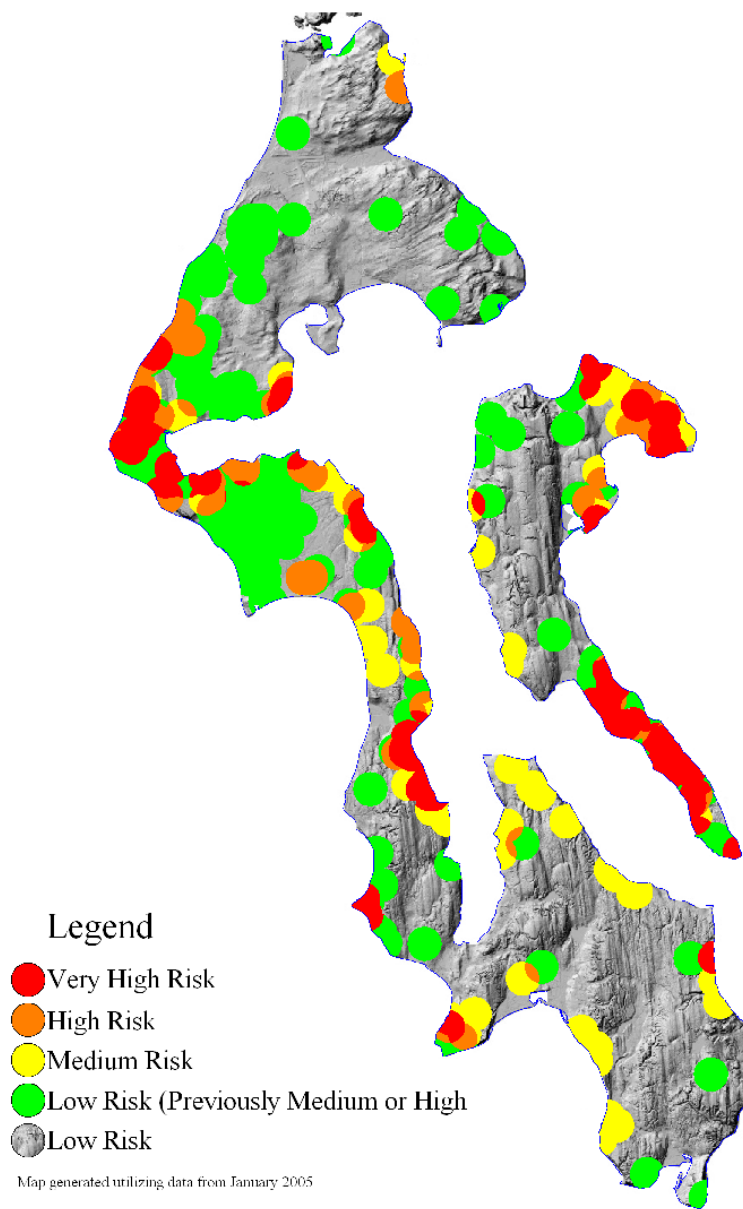 Legend
Very High Risk
High Risk
Medium Risk
Low Risk (Previously Medium or High
Low Risk
Map generated utilizing data from January 2005